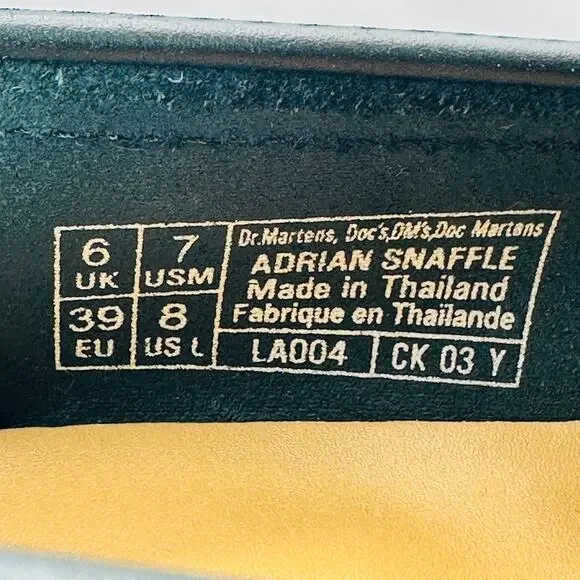 6 UK
7 USM
39 EU
8 US L
Dr.Martens, Doc's,DM's,Doc Martens
ADRIAN SNAFFLE
Made in Thailand
Fabrique en Thailande
LA004
CK 03 Y